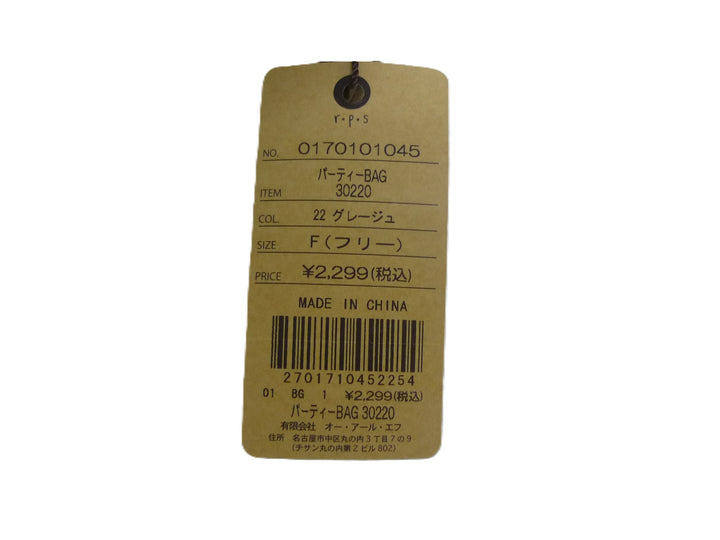 r・p・s
NO. 0170101045
パーティーBAG
ITEM 30220
COL. 22 グレージュ
SIZE F(フリー)
PRICE ¥2,299(税込)
MADE IN CHINA
2701710452254
01 BG 1 ¥2,299(税込)
パーティーBAG 30220
有限会社 オー・アール・エフ
住所 名古屋市中区丸の内3丁目7の9
(チサン丸の内第2ビル802)